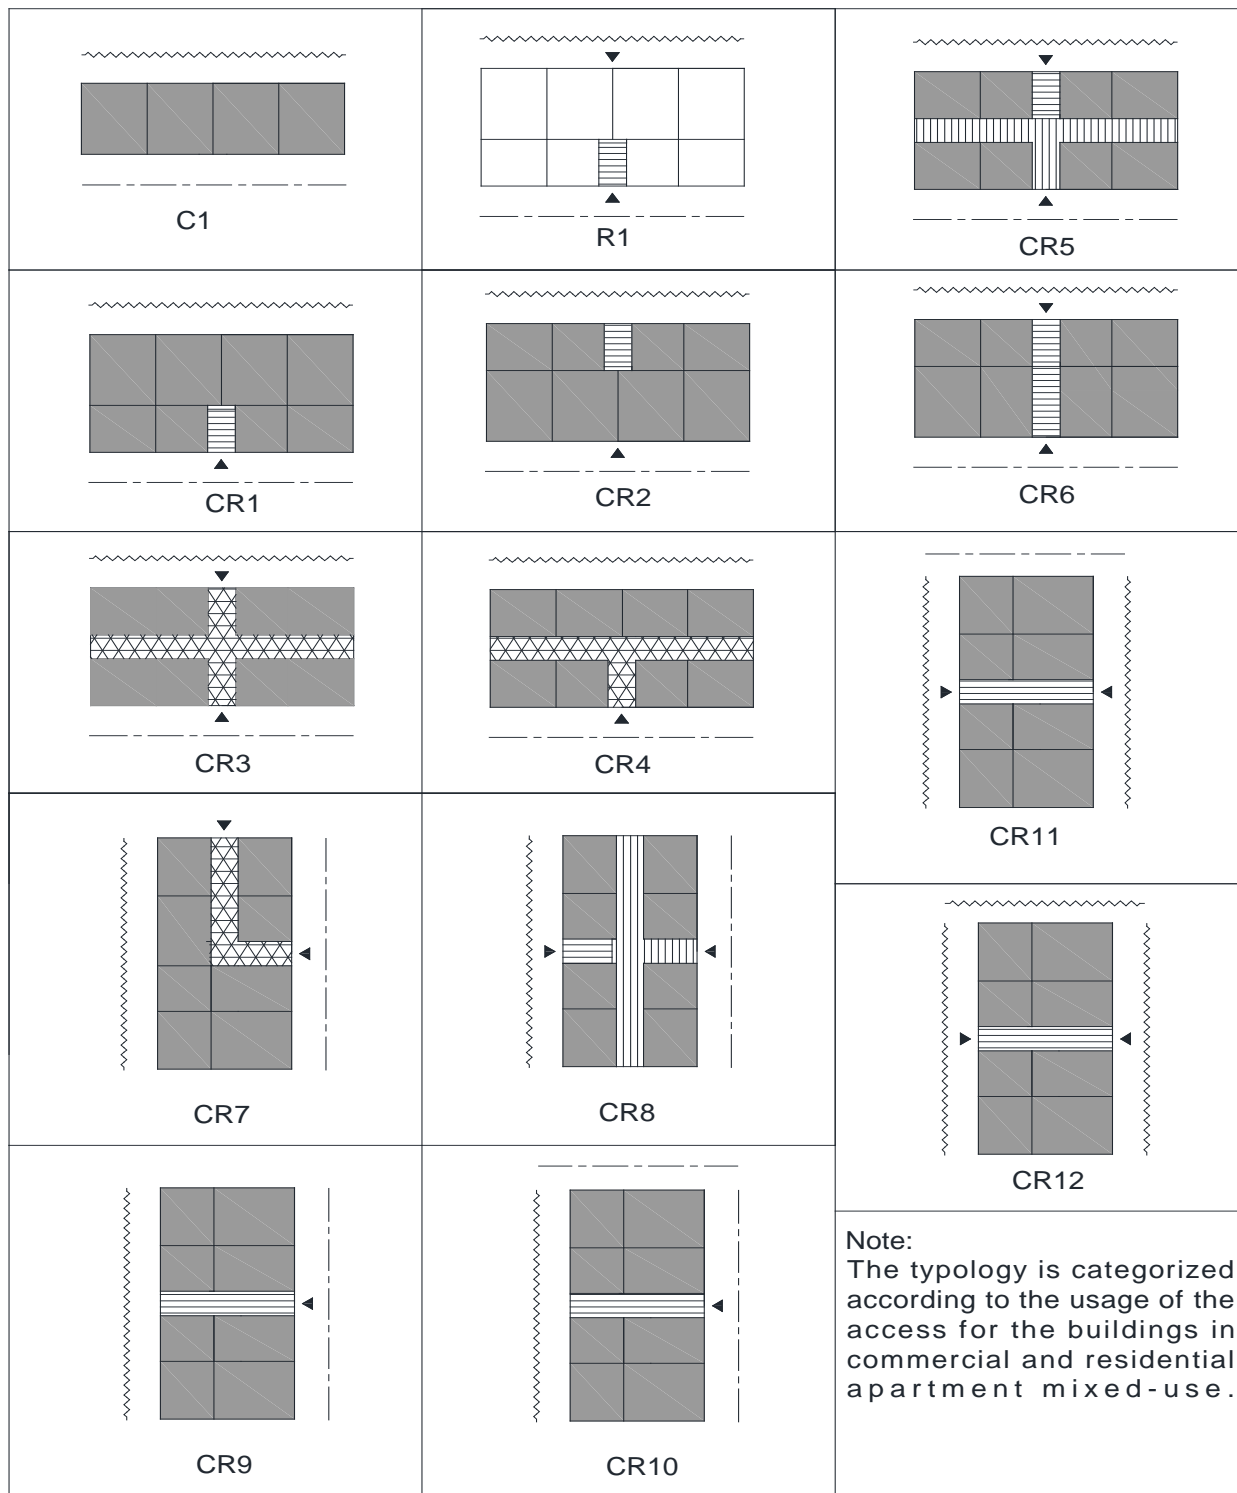 C1
R1
CR5
CR1
CR2
CR6
CR3
CR4
CR11
CR7
CR8
CR12
CR9
CR10
Note:
The typology is categorized
according to the usage of the
access for the buildings in
commercial and residential
apartment mixed-use.